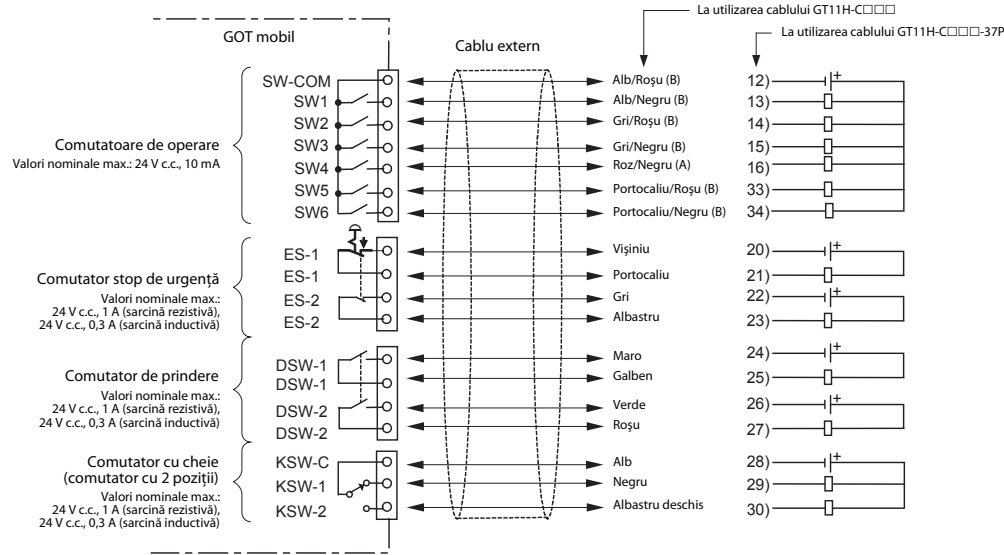 La utilizarea cablului GT11H-C□□□
La utilizarea cablului GT11H-C□□□-37P
GOT mobil
Cablu extern
SW-COM
Alb/Roşu (B)
12)
+
SW1
Alb/Negru (B)
13)
SW2
Gri/Roşu (B)
14)
SW3
Gri/Negru (B)
15)
SW4
Roz/Negru (A)
16)
SW5
Portocaliu/Roşu (B)
33)
SW6
Portocaliu/Negru (B)
34)
Comutatoare de operare
Valori nominale max.: 24 V c.c., 10 mA
ES-1
Vişiniu
20)
+
ES-1
Portocaliu
21)
ES-2
Gri
22)
+
ES-2
Albastru
23)
Comutator stop de urgenţă
Valori nominale max.:
24 V c.c., 1 A (sarcină rezistivă),
24 V c.c., 0,3 A (sarcină inductivă)
DSW-1
Maro
24)
+
DSW-1
Galben
25)
DSW-2
Verde
26)
+
DSW-2
Roşu
27)
Comutator de prindere
Valori nominale max.:
24 V c.c., 1 A (sarcină rezistivă),
24 V c.c., 0,3 A (sarcină inductivă)
KSW-C
Alb
28)
+
KSW-1
Negru
29)
KSW-2
Albastru deschis
30)
Comutator cu cheie
(comutator cu 2 poziţii)
Valori nominale max.:
24 V c.c., 1 A (sarcină rezistivă),
24 V c.c., 0,3 A (sarcină inductivă)